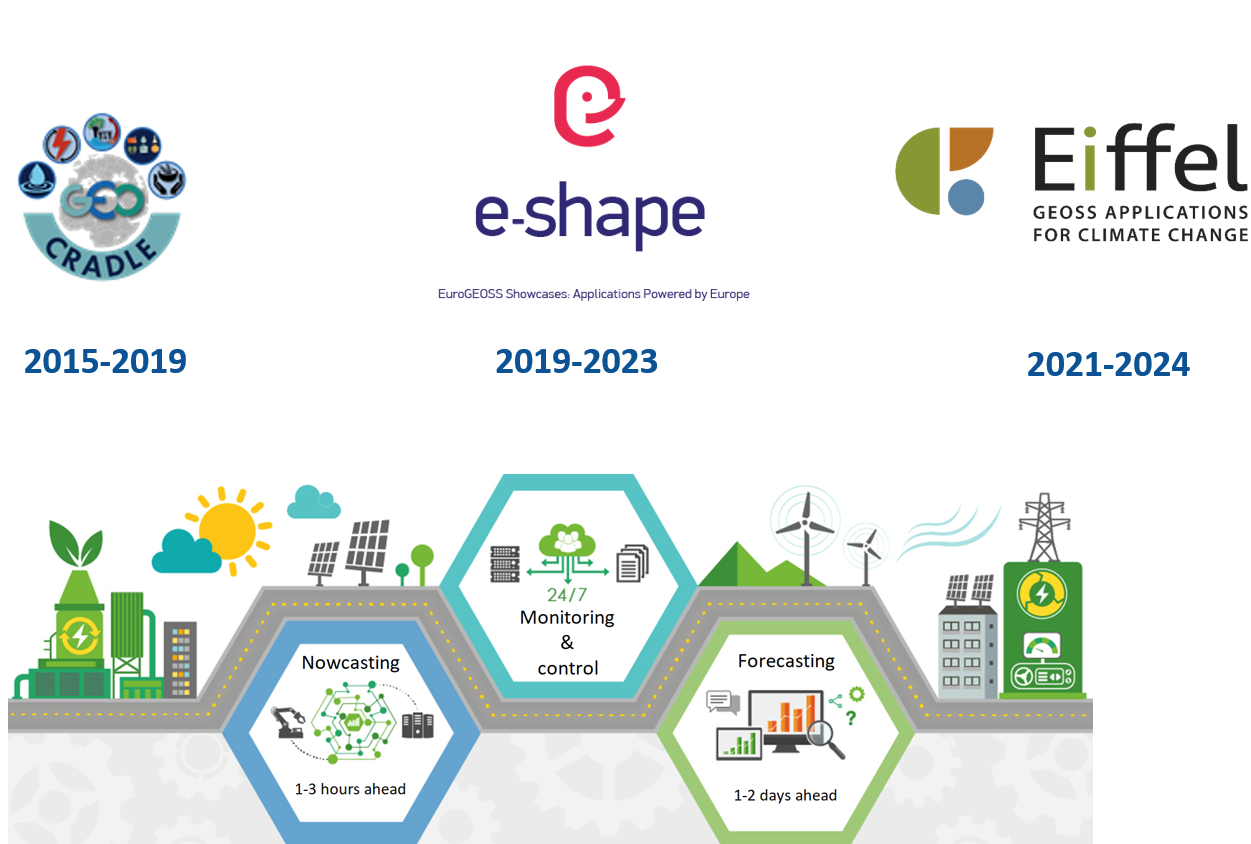 GEO
CRADLE
e-shape
EuroGEOSS Showcases: Applications Powered by Europe
Eiffel
GEOSS APPLICATIONS
FOR CLIMATE CHANGE
2015-2019
2019-2023
2021-2024
24/7
Monitoring
&
control
Nowcasting
1-3 hours ahead
Forecasting
?
1-2 days ahead